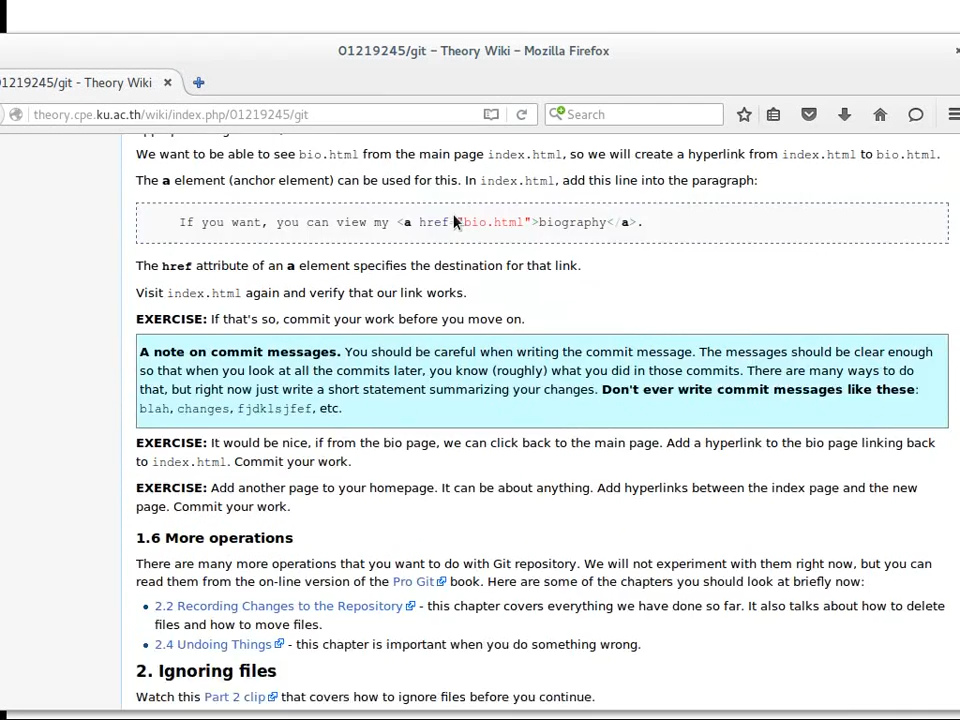 01219245/git – Theory Wiki – Mozilla Firefox
01219245/git - Theory Wiki
theory.cpe.ku.ac.th/wiki/index.php/01219245/git
Search
We want to be able to see bio.html from the main page index.html, so we will create a hyperlink from index.html to bio.html.
The a element (anchor element) can be used for this. In index.html, add this line into the paragraph:
If you want, you can view my <a href="bio.html">biography</a>.
The href attribute of an a element specifies the destination for that link.
Visit index.html again and verify that our link works.
EXERCISE: If that's so, commit your work before you move on.
A note on commit messages. You should be careful when writing the commit message. The messages should be clear enough
so that when you look at all the commits later, you know (roughly) what you did in those commits. There are many ways to do
that, but right now just write a short statement summarizing your changes. Don't ever write commit messages like these:
blah, changes, fjdklsjfef, etc.
EXERCISE: It would be nice, if from the bio page, we can click back to the main page. Add a hyperlink to the bio page linking back
to index.html. Commit your work.
EXERCISE: Add another page to your homepage. It can be about anything. Add hyperlinks between the index page and the new
page. Commit your work.
1.6 More operations
There are many more operations that you want to do with Git repository. We will not experiment with them right now, but you can
read them from the on-line version of the Pro Git book. Here are some of the chapters you should look at briefly now:
2.2 Recording Changes to the Repository - this chapter covers everything we have done so far. It also talks about how to delete
files and how to move files.
2.4 Undoing Things - this chapter is important when you do something wrong.
2. Ignoring files
Watch this Part 2 clip that covers how to ignore files before you continue.